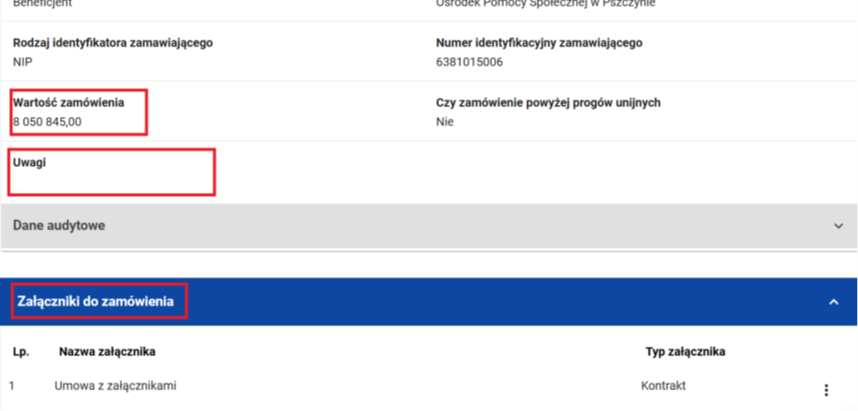 Beneficjent
Ośrodek Pomocy Społecznej w Pszczynie
Rodzaj identyfikatora zamawiającego
Numer identyfikacyjny zamawiającego
NIP
6381015006
Wartość zamówienia
Czy zamówienie powyżej progów unijnych
8 050 845,00
Nie
Uwagi
Dane audytowe
Załączniki do zamówienia
Lp. Nazwa załącznika Typ załącznika
1 Umowa z załącznikami Kontrakt